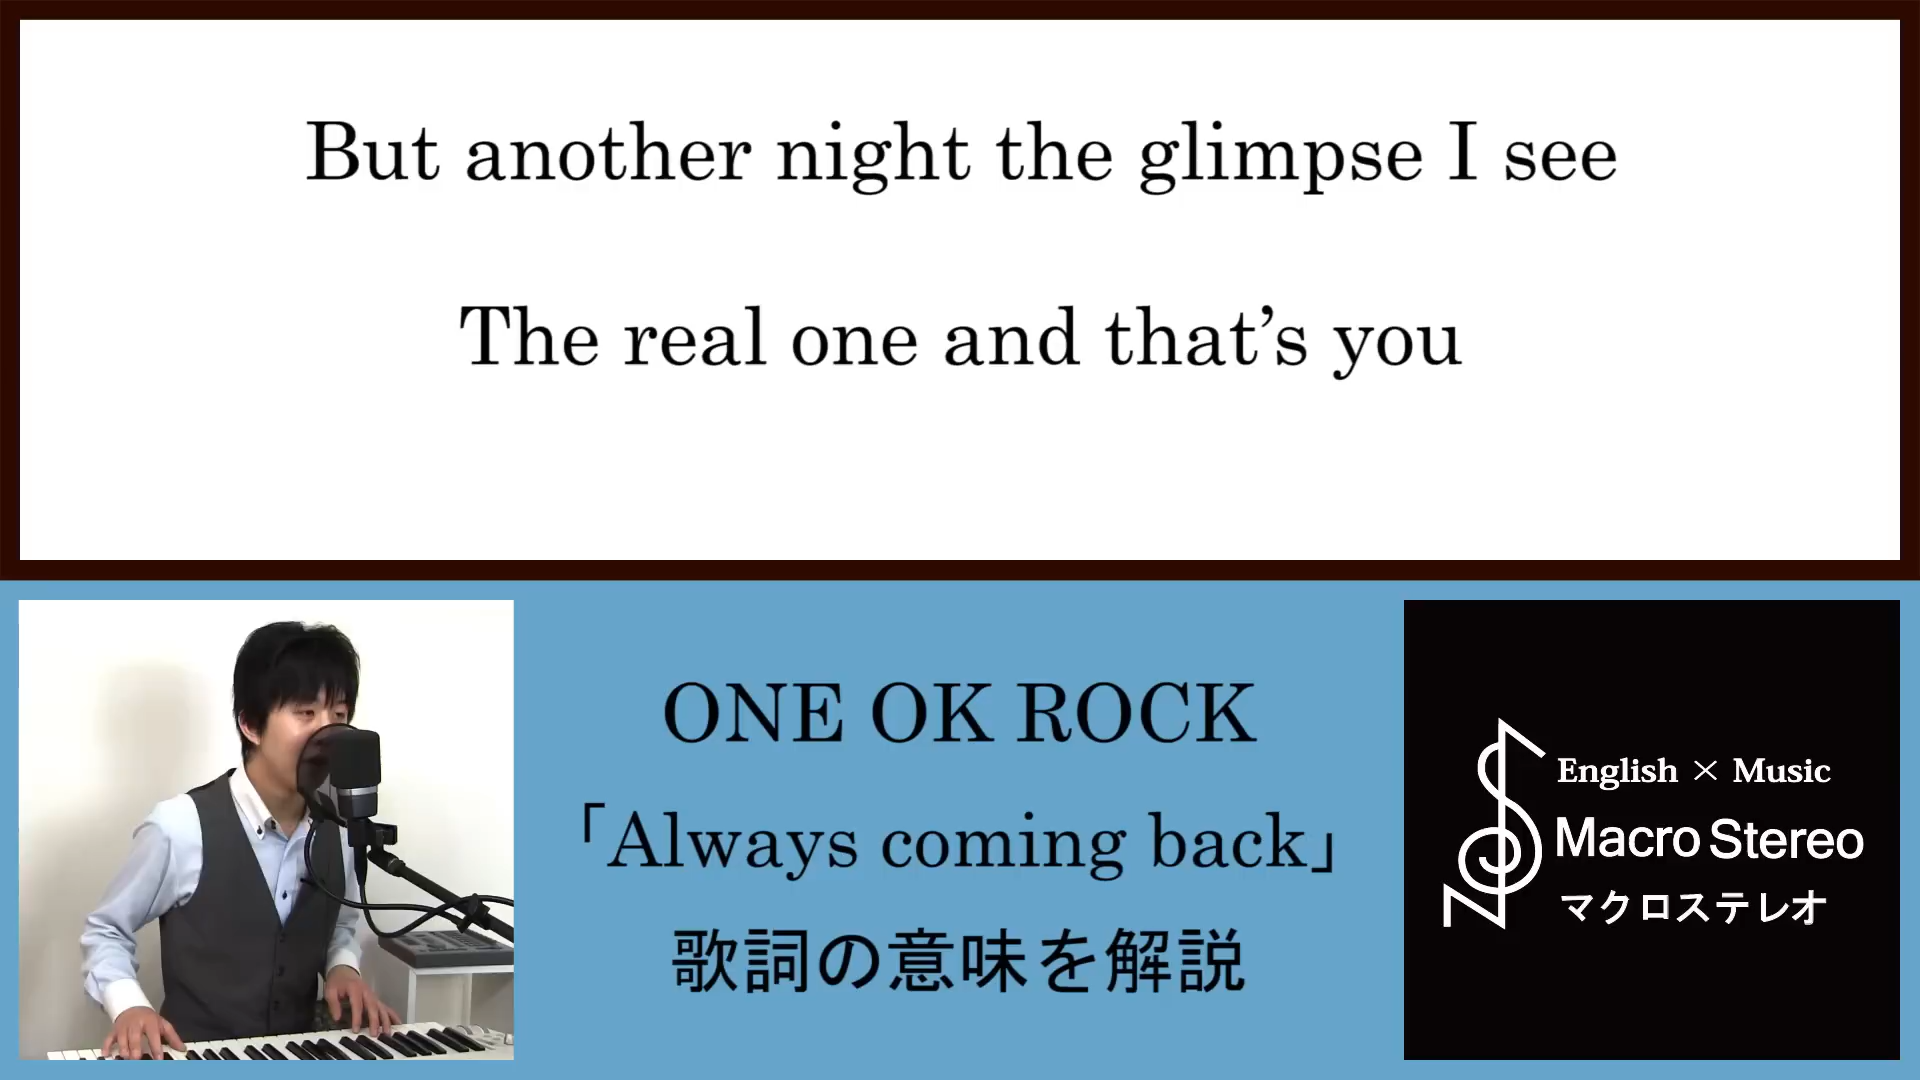 But another night the glimpse I see
The real one and that’s you
ONE OK ROCK
「Always coming back」
歌詞の意味を解説
English × Music
Macro Stereo
マクロステレオ